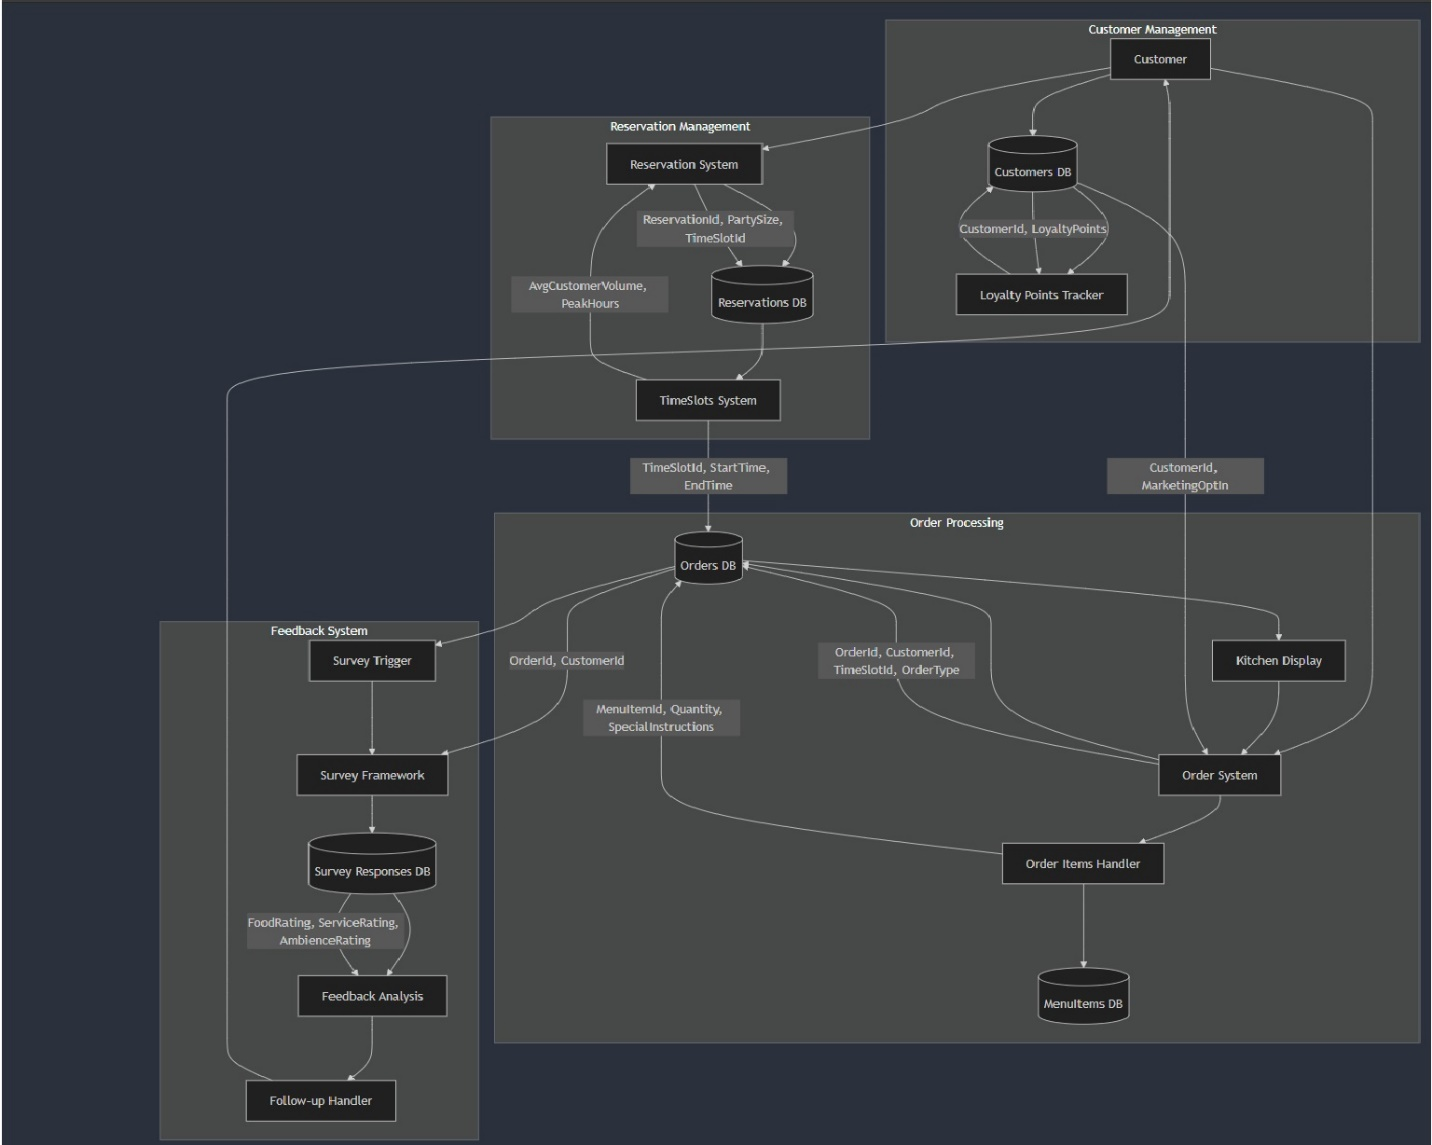 Customer Management
Customer
Reservation Management
Reservation System
Customers DB
ReservationId, PartySize,
TimeSlotId
CustomerId, LoyaltyPoints
AvgCustomerVolume,
PeakHours
Reservations DB
Loyalty Points Tracker
TimeSlots System
TimeSlotId, StartTime,
EndTime
CustomerId,
MarketingOptIn
Order Processing
Orders DB
Feedback System
Survey Trigger
OrderId, CustomerId
OrderId, CustomerId,
TimeSlotId, OrderType
Kitchen Display
MenuItemId, Quantity,
SpecialInstructions
Survey Framework
Order System
Survey Responses DB
Order Items Handler
FoodRating, ServiceRating,
AmbienceRating
Feedback Analysis
MenuItems DB
Follow-up Handler